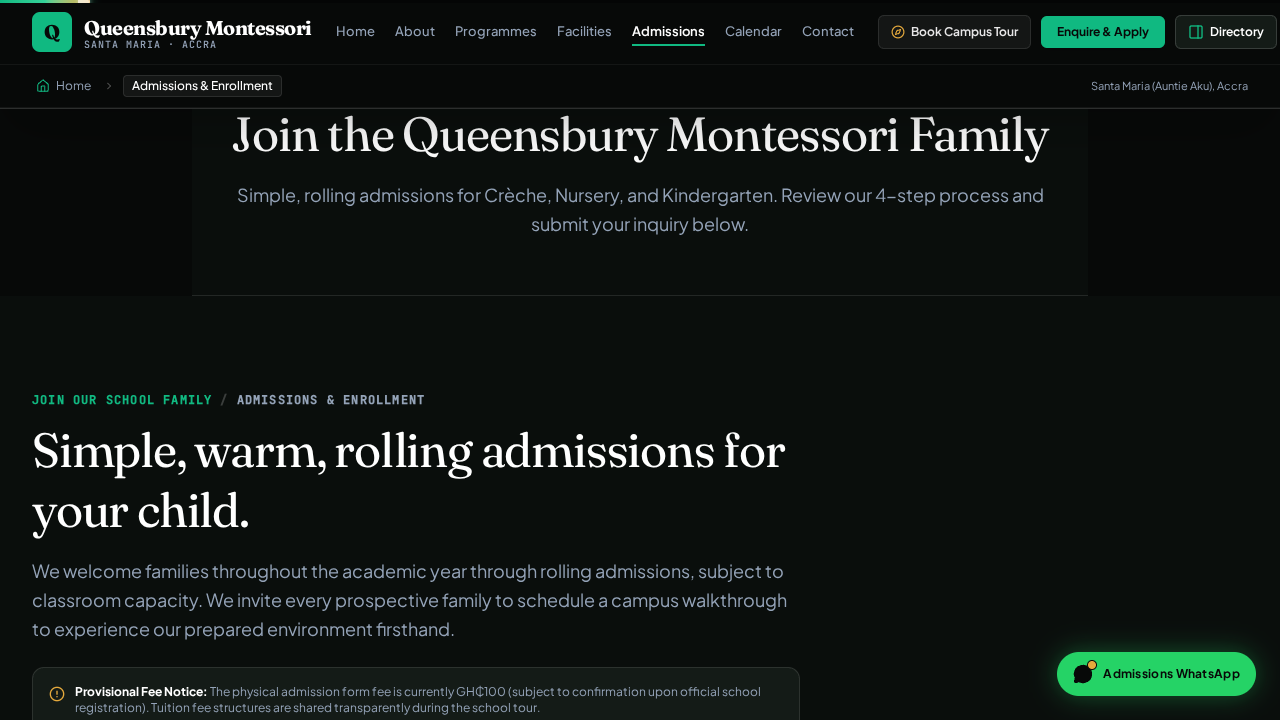 Q
Queensbury Montessori
SANTA MARIA · ACCRA
Home
About
Programmes
Facilities
Admissions
Calendar
Contact
Book Campus Tour
Enquire & Apply
Directory
Home
Admissions & Enrollment
Santa Maria (Auntie Aku), Accra
Join the Queensbury Montessori Family
Simple, rolling admissions for Crèche, Nursery, and Kindergarten. Review our 4-step process and
submit your inquiry below.
JOIN OUR SCHOOL FAMILY / ADMISSIONS & ENROLLMENT
Simple, warm, rolling admissions for
your child.
We welcome families throughout the academic year through rolling admissions, subject to
classroom capacity. We invite every prospective family to schedule a campus walkthrough
to experience our prepared environment firsthand.
Provisional Fee Notice: The physical admission form fee is currently GH₵100 (subject to confirmation upon official school
registration). Tuition fee structures are shared transparently during the school tour.
Admissions WhatsApp